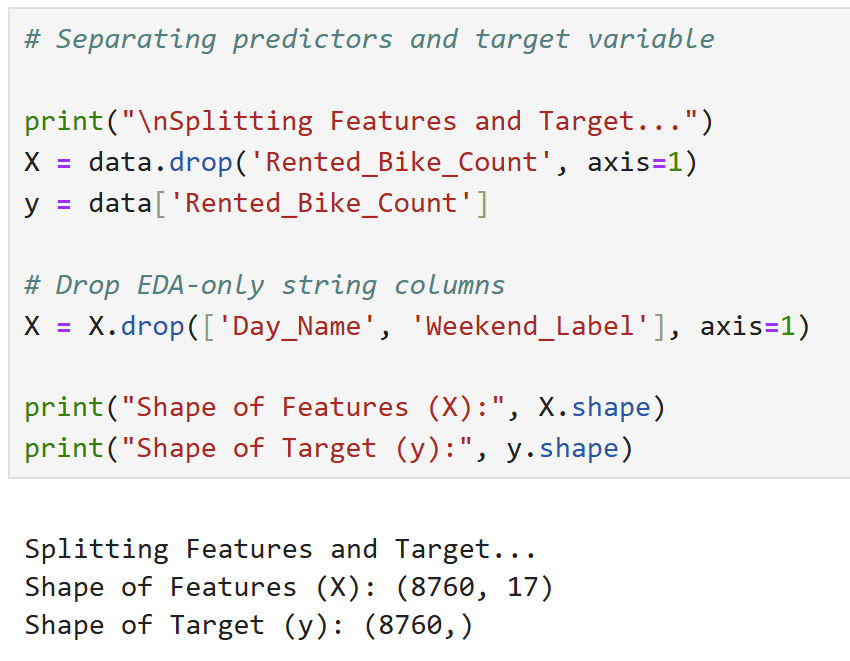 # Separating predictors and target variable
print("\nSplitting Features and Target...")
X = data.drop('Rented_Bike_Count', axis=1)
y = data['Rented_Bike_Count']
# Drop EDA-only string columns
X = X.drop(['Day_Name', 'Weekend_Label'], axis=1)
print("Shape of Features (X):", X.shape)
print("Shape of Target (y):", y.shape)
Splitting Features and Target...
Shape of Features (X): (8760, 17)
Shape of Target (y): (8760,)